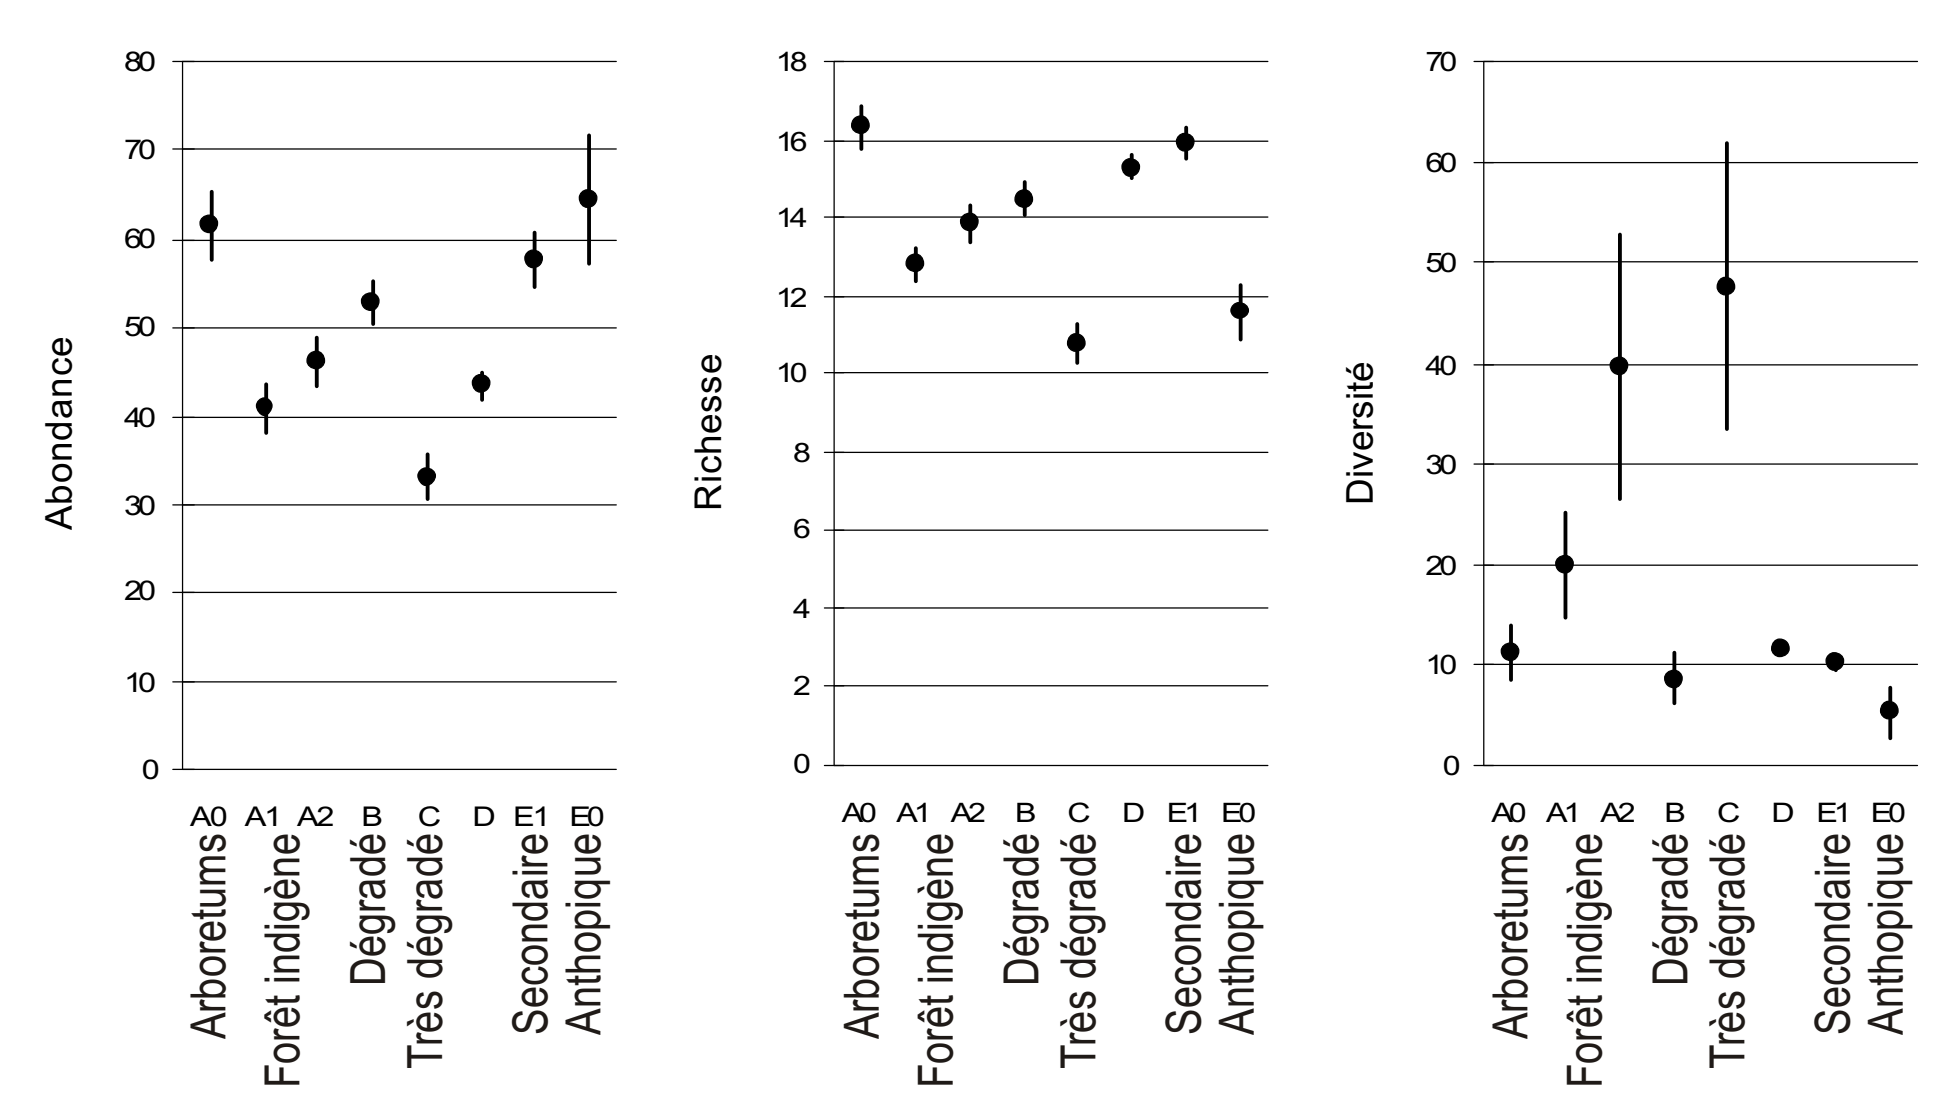 Abondance
80
70
60
50
40
30
20
10
0
A0 A1 A2 B C D E1 E0
Arboretums
Forêt indigène
Dégradé
Très dégradé
Secondaire
Anthopique
Richesse
18
16
14
12
10
8
6
4
2
0
A0 A1 A2 B C D E1 E0
Arboretums
Forêt indigène
Dégradé
Très dégradé
Secondaire
Anthopique
Diversité
70
60
50
40
30
20
10
0
A0 A1 A2 B C D E1 E0
Arboretums
Forêt indigène
Dégradé
Très dégradé
Secondaire
Anthopique